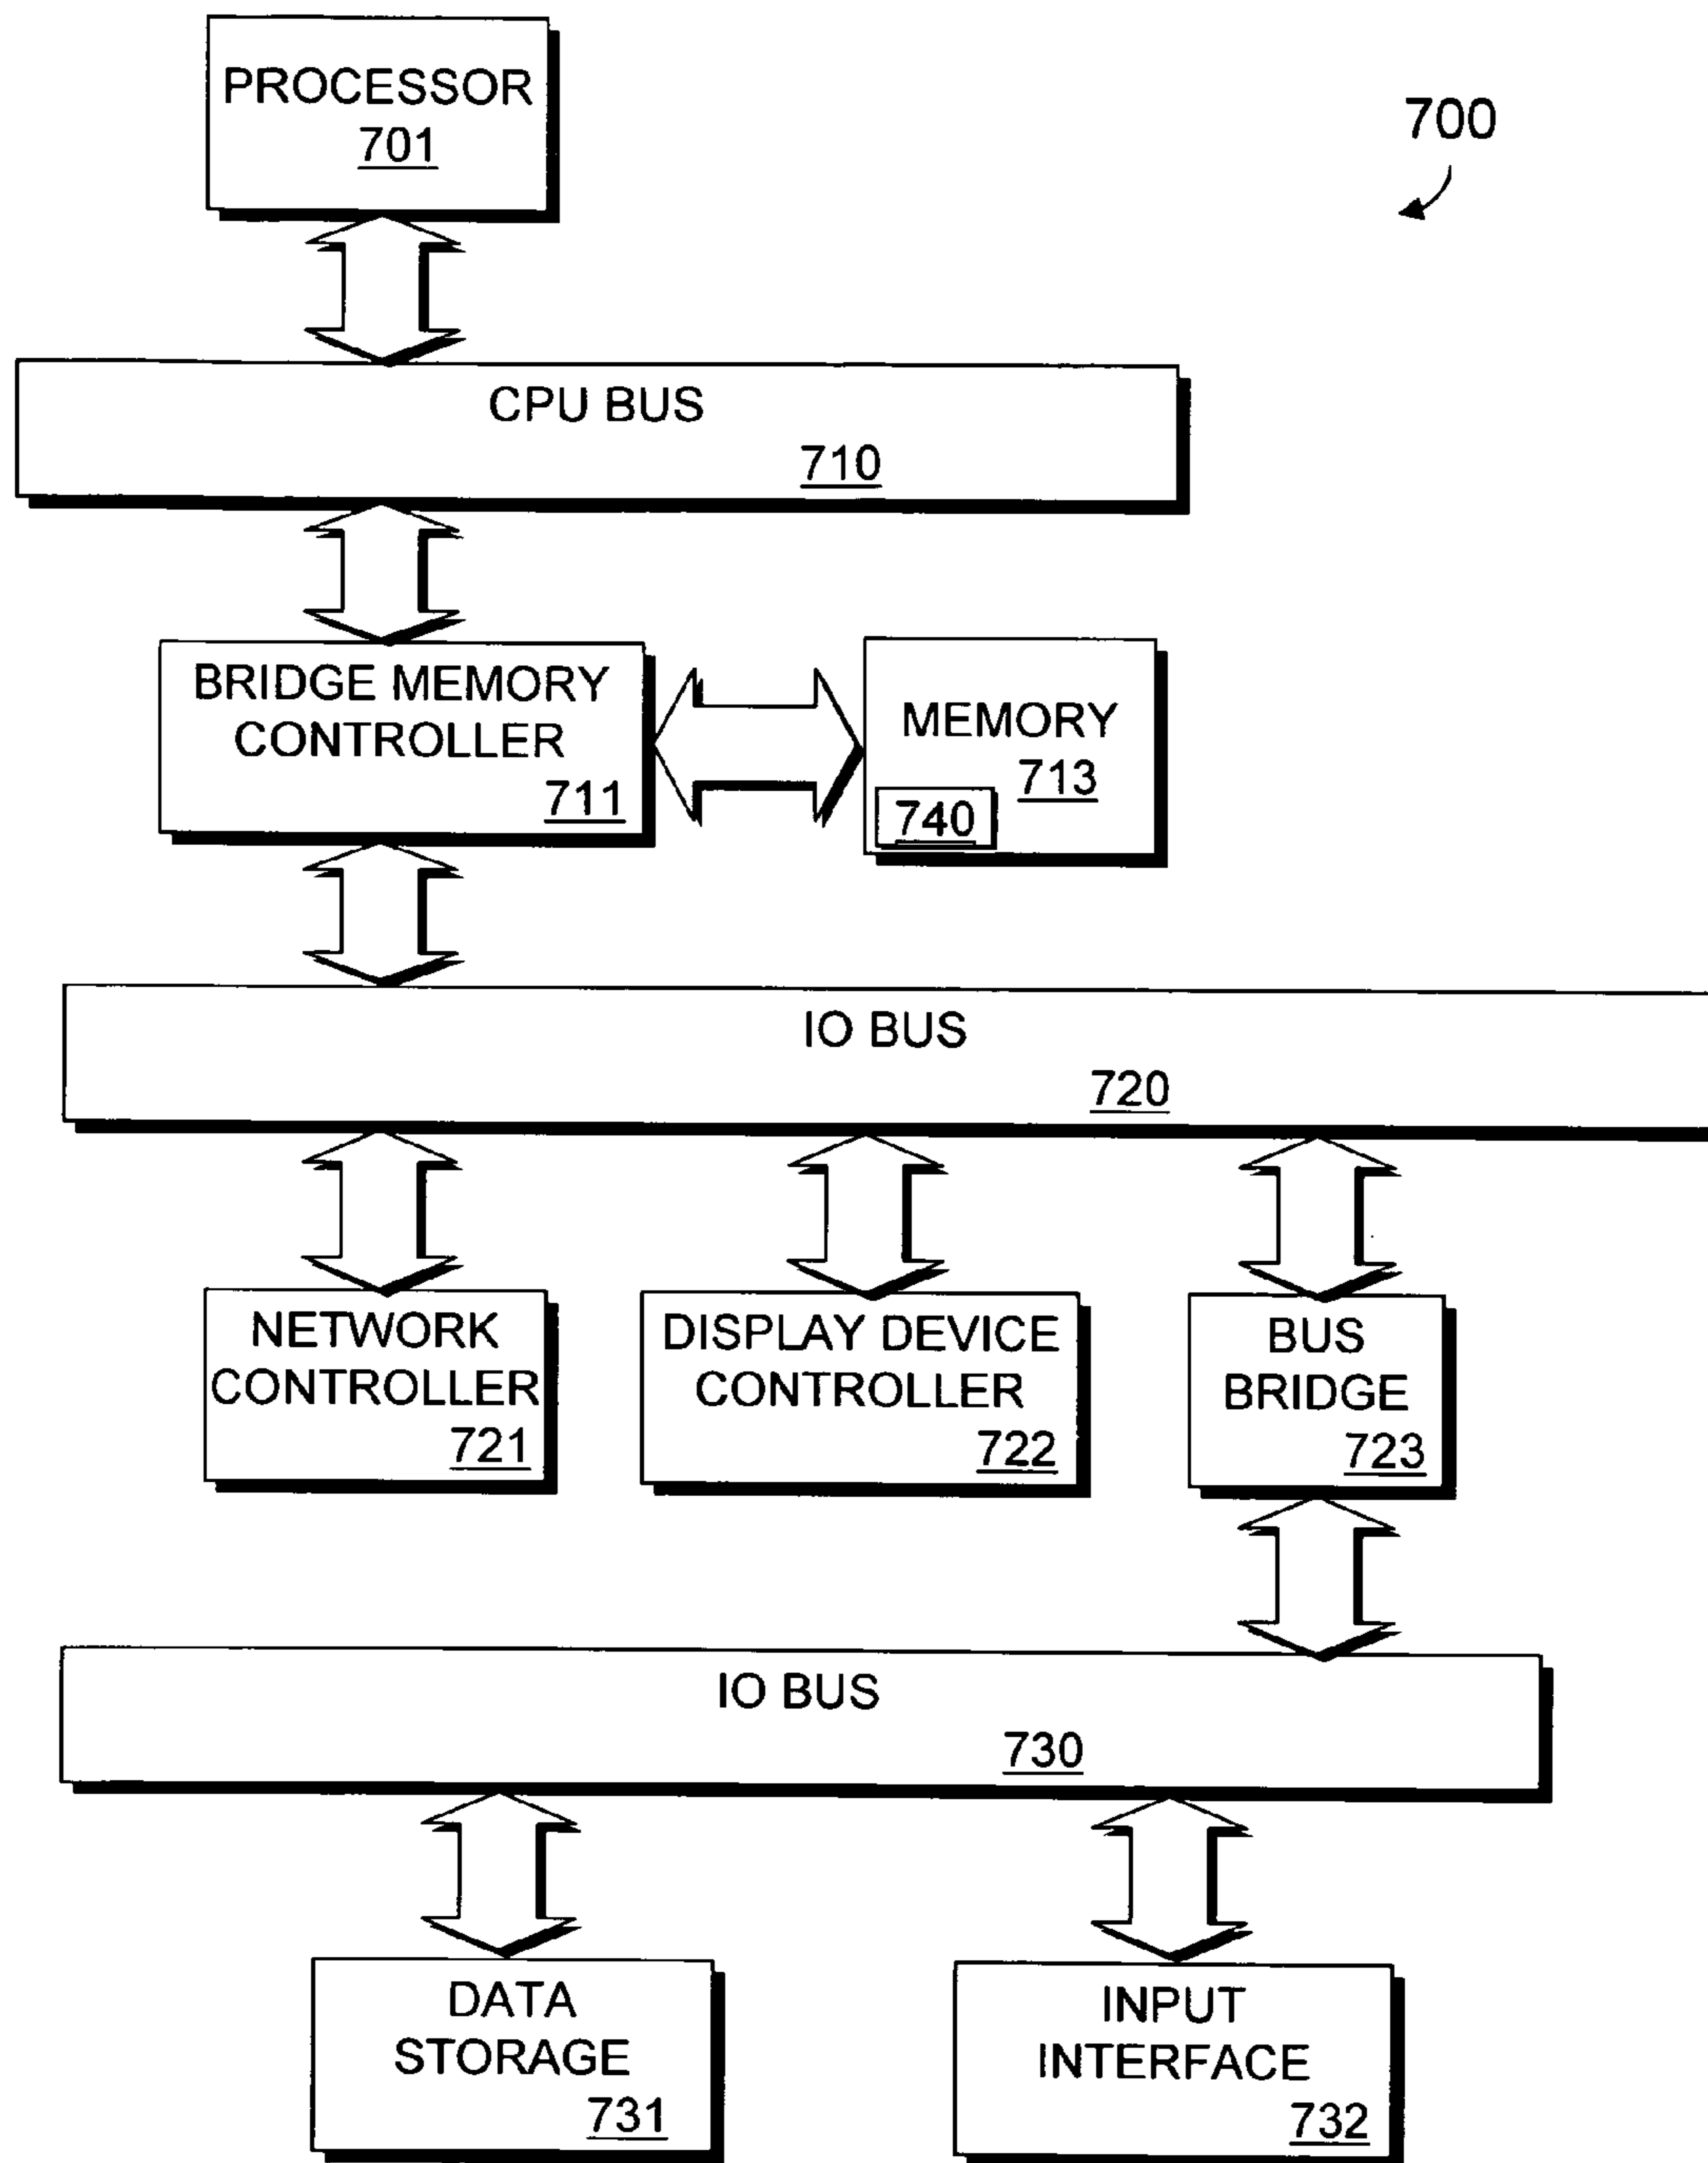 PROCESSOR
701
700
CPU BUS
710
BRIDGE MEMORY
CONTROLLER
711
MEMORY
713
740
IO BUS
720
NETWORK
CONTROLLER
721
DISPLAY DEVICE
CONTROLLER
722
BUS
BRIDGE
723
IO BUS
730
DATA
STORAGE
731
INPUT
INTERFACE
732